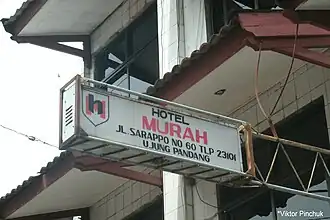 h
HOTEL
MURAH
JL. SARAPPO NO 60 TLP 23101
UJUNG PANDANG
*Viktor Pinchuk